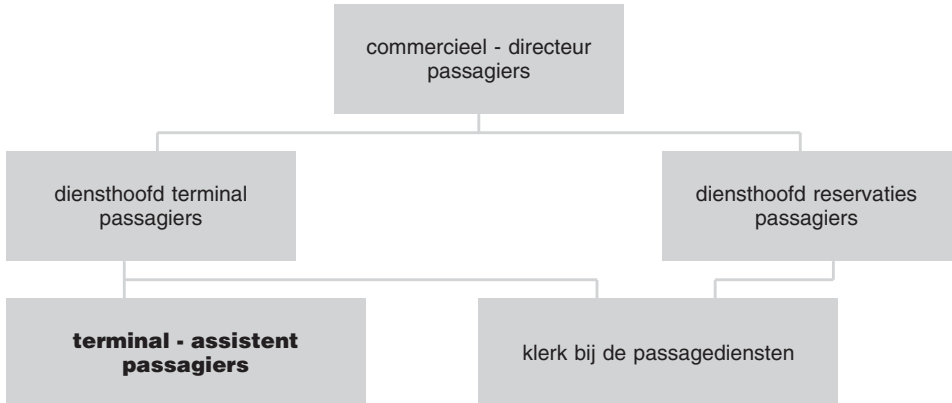 commercieel - directeur
passagiers
diensthoofd terminal
passagiers
diensthoofd reservaties
passagiers
terminal - assistent
passagiers
klerk bij de passagediensten